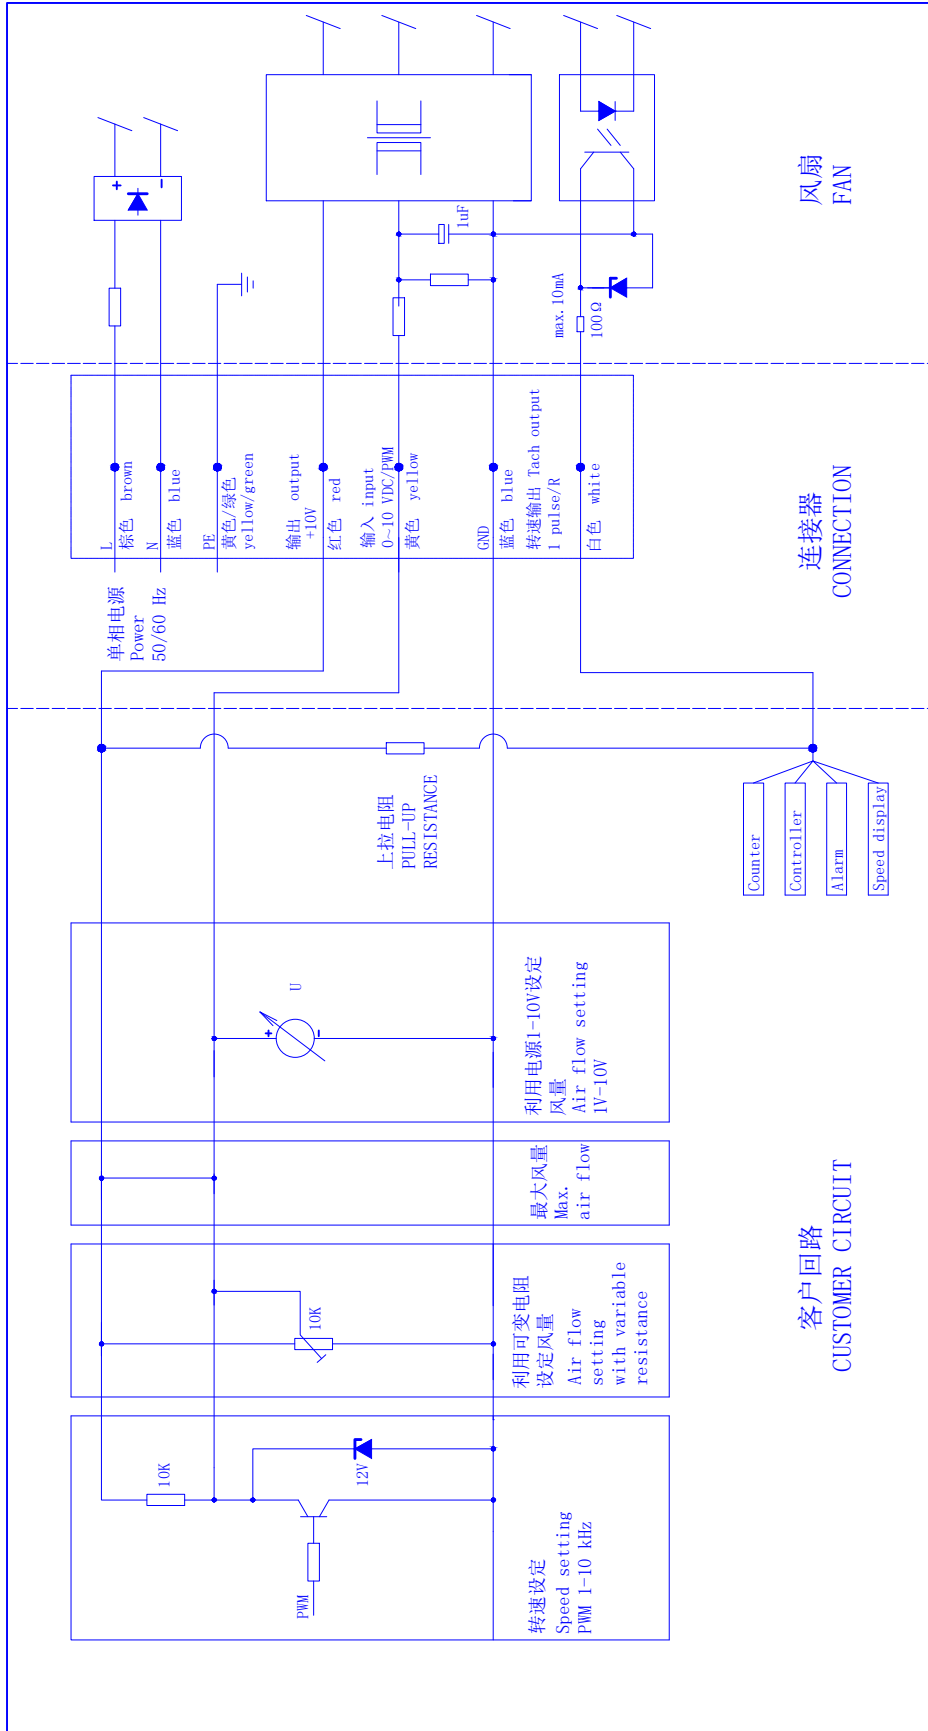 转速设定
Speed setting
PWM 1-10 kHz
PWM
10K
12V
利用可变电阻
设定风量
Air flow
setting
with variable
resistance
10K
最大风量
Max.
air flow
利用电源1-10V设定
风量
Air flow setting
1V-10V
U
+
-
客户回路
CUSTOMER CIRCUIT
上拉电阻
PULL-UP
RESISTANCE
Counter
Controller
Alarm
Speed display
单相电源
Power
50/60 Hz
L
棕色 brown
N
蓝色 blue
PE
黄色/绿色
yellow/green
输出 output
+10V
红色 red
输入 input
0~10 VDC/PWM
黄色 yellow
GND
蓝色 blue
转速输出 Tach output
1 pulse/R
白色 white
连接器
CONNECTION
+
-
1uF
max.10mA
100Ω
风扇
FAN